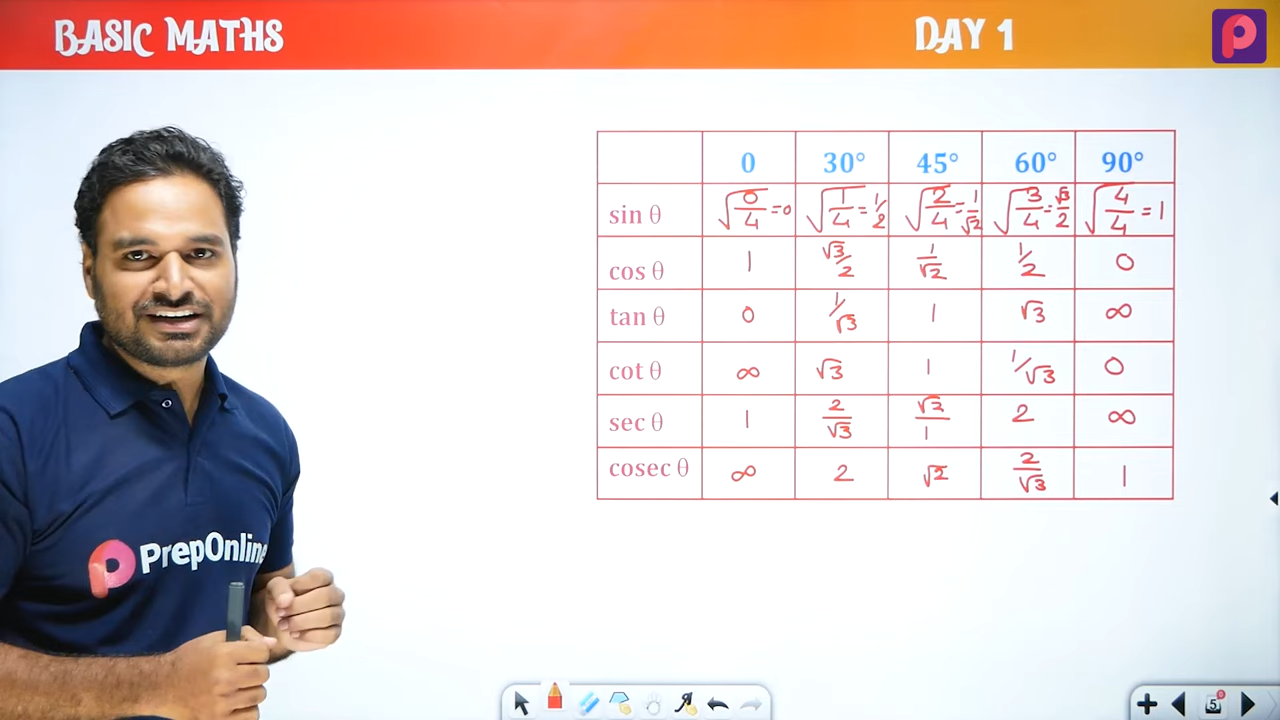 BASIC MATHS DAY 1
0 30° 45° 60° 90°
sin θ √0/4=0 √1/4=1/2 √2/4=1/√2 √3/4=√3/2 √4/4=1
cos θ 1 √3/2 1/√2 1/2 0
tan θ 0 1/√3 1 √3 ∞
cot θ ∞ √3 1 1/√3 0
sec θ 1 2/√3 √2/1 2 ∞
cosec θ ∞ 2 √2 2/√3 1
PrepOnline
5
0